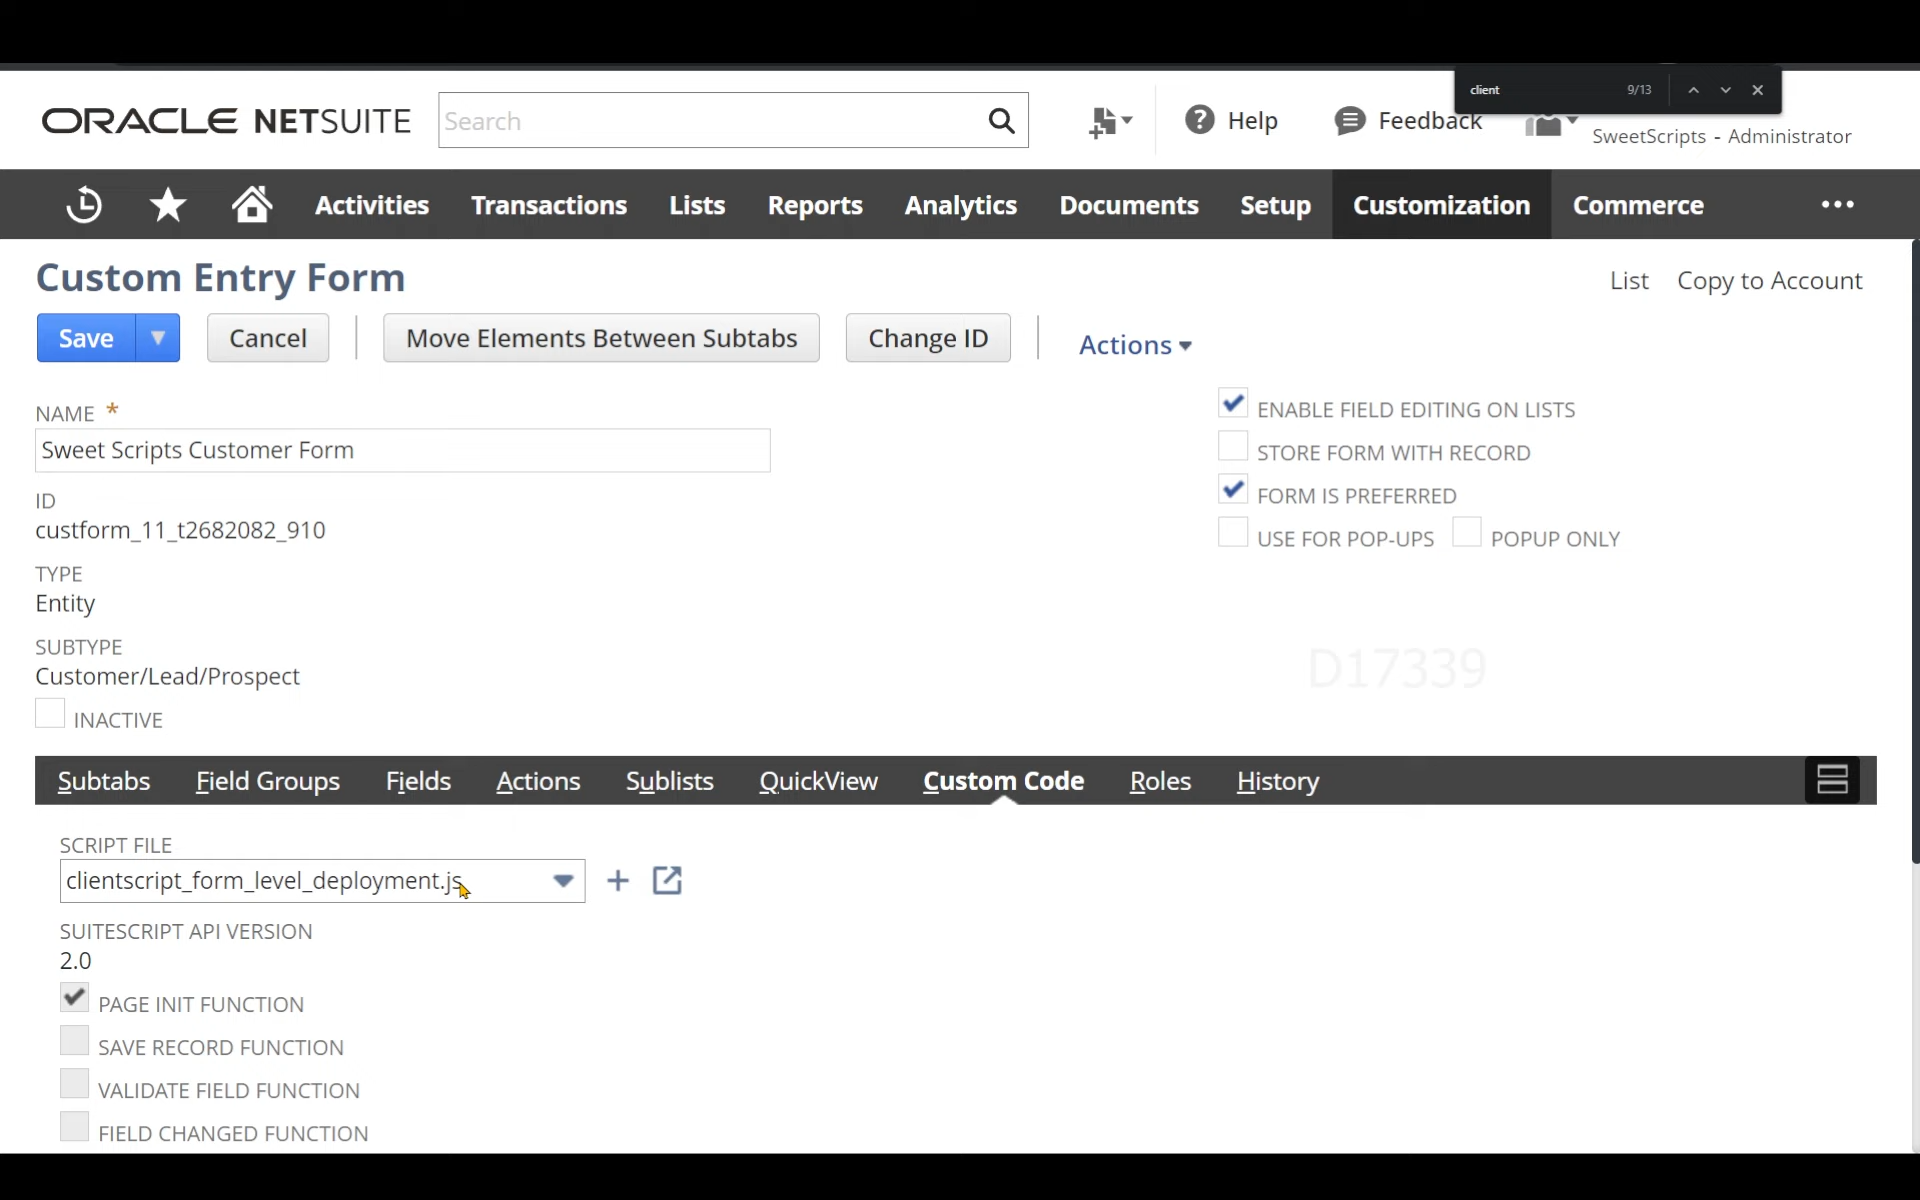 client 9/13
ORACLE NETSUITE Search Help Feedback
SweetScripts - Administrator
Activities Transactions Lists Reports Analytics Documents Setup Customization Commerce
Custom Entry Form
List Copy to Account
Save Cancel Move Elements Between Subtabs Change ID Actions
NAME *
Sweet Scripts Customer Form
ID
custform_11_t2682082_910
TYPE
Entity
SUBTYPE
Customer/Lead/Prospect
INACTIVE
ENABLE FIELD EDITING ON LISTS
STORE FORM WITH RECORD
FORM IS PREFERRED
USE FOR POP-UPS POPUP ONLY
D17339
Subtabs Field Groups Fields Actions Sublists QuickView Custom Code Roles History
SCRIPT FILE
clientscript_form_level_deployment.js
SUITESCRIPT API VERSION
2.0
PAGE INIT FUNCTION
SAVE RECORD FUNCTION
VALIDATE FIELD FUNCTION
FIELD CHANGED FUNCTION